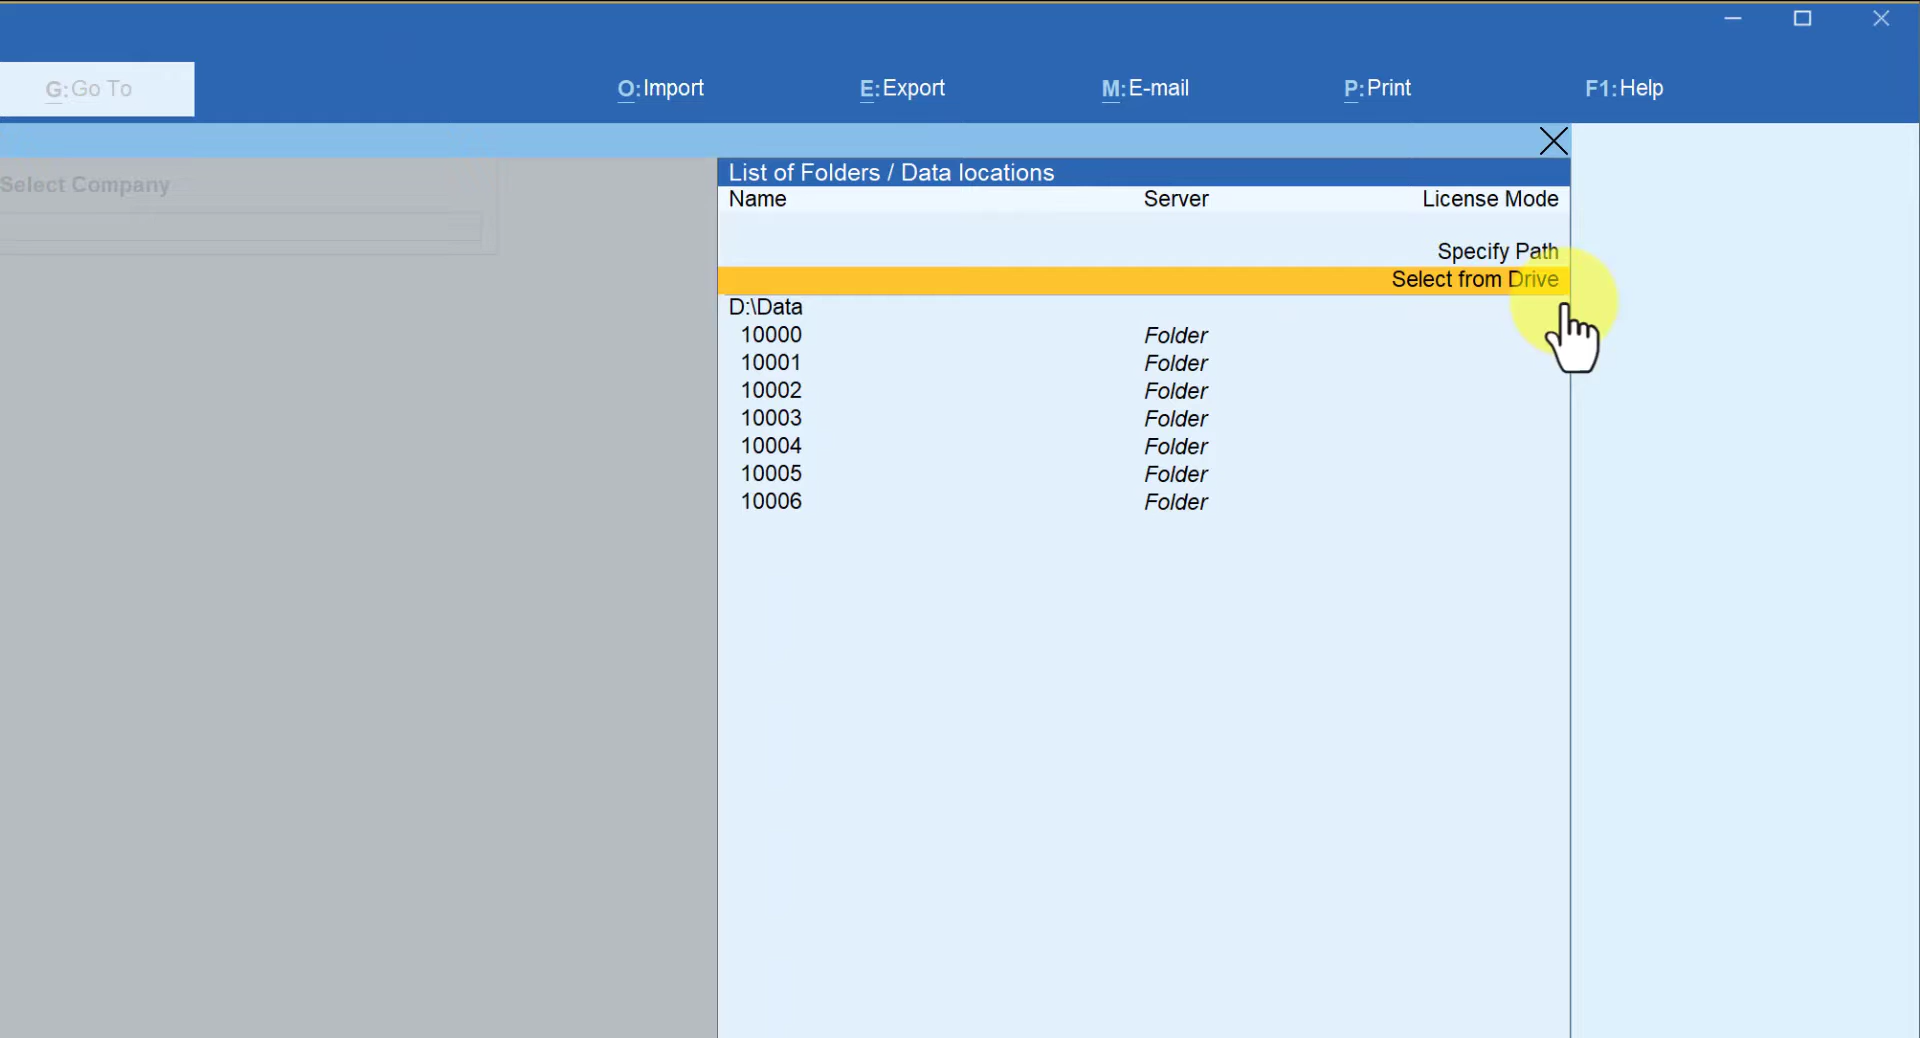 G:Go To
O:Import
E:Export
M:E-mail
P:Print
F1:Help
Select Company
List of Folders / Data locations
Name Server License Mode
Specify Path
Select from Drive
D:\Data
10000 Folder
10001 Folder
10002 Folder
10003 Folder
10004 Folder
10005 Folder
10006 Folder